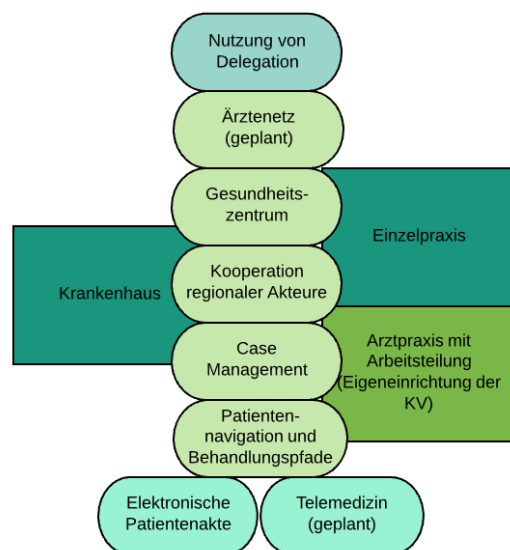 Nutzung von
Delegation
Ärztenetz
(geplant)
Gesundheits-
zentrum
Einzelpraxis
Krankenhaus
Kooperation
regionaler Akteure
Case
Management
Arztpraxis mit
Arbeitsteilung
(Eigeneinrichtung der
KV)
Patienten-
navigation und
Behandlungspfade
Elektronische
Patientenakte
Telemedizin
(geplant)